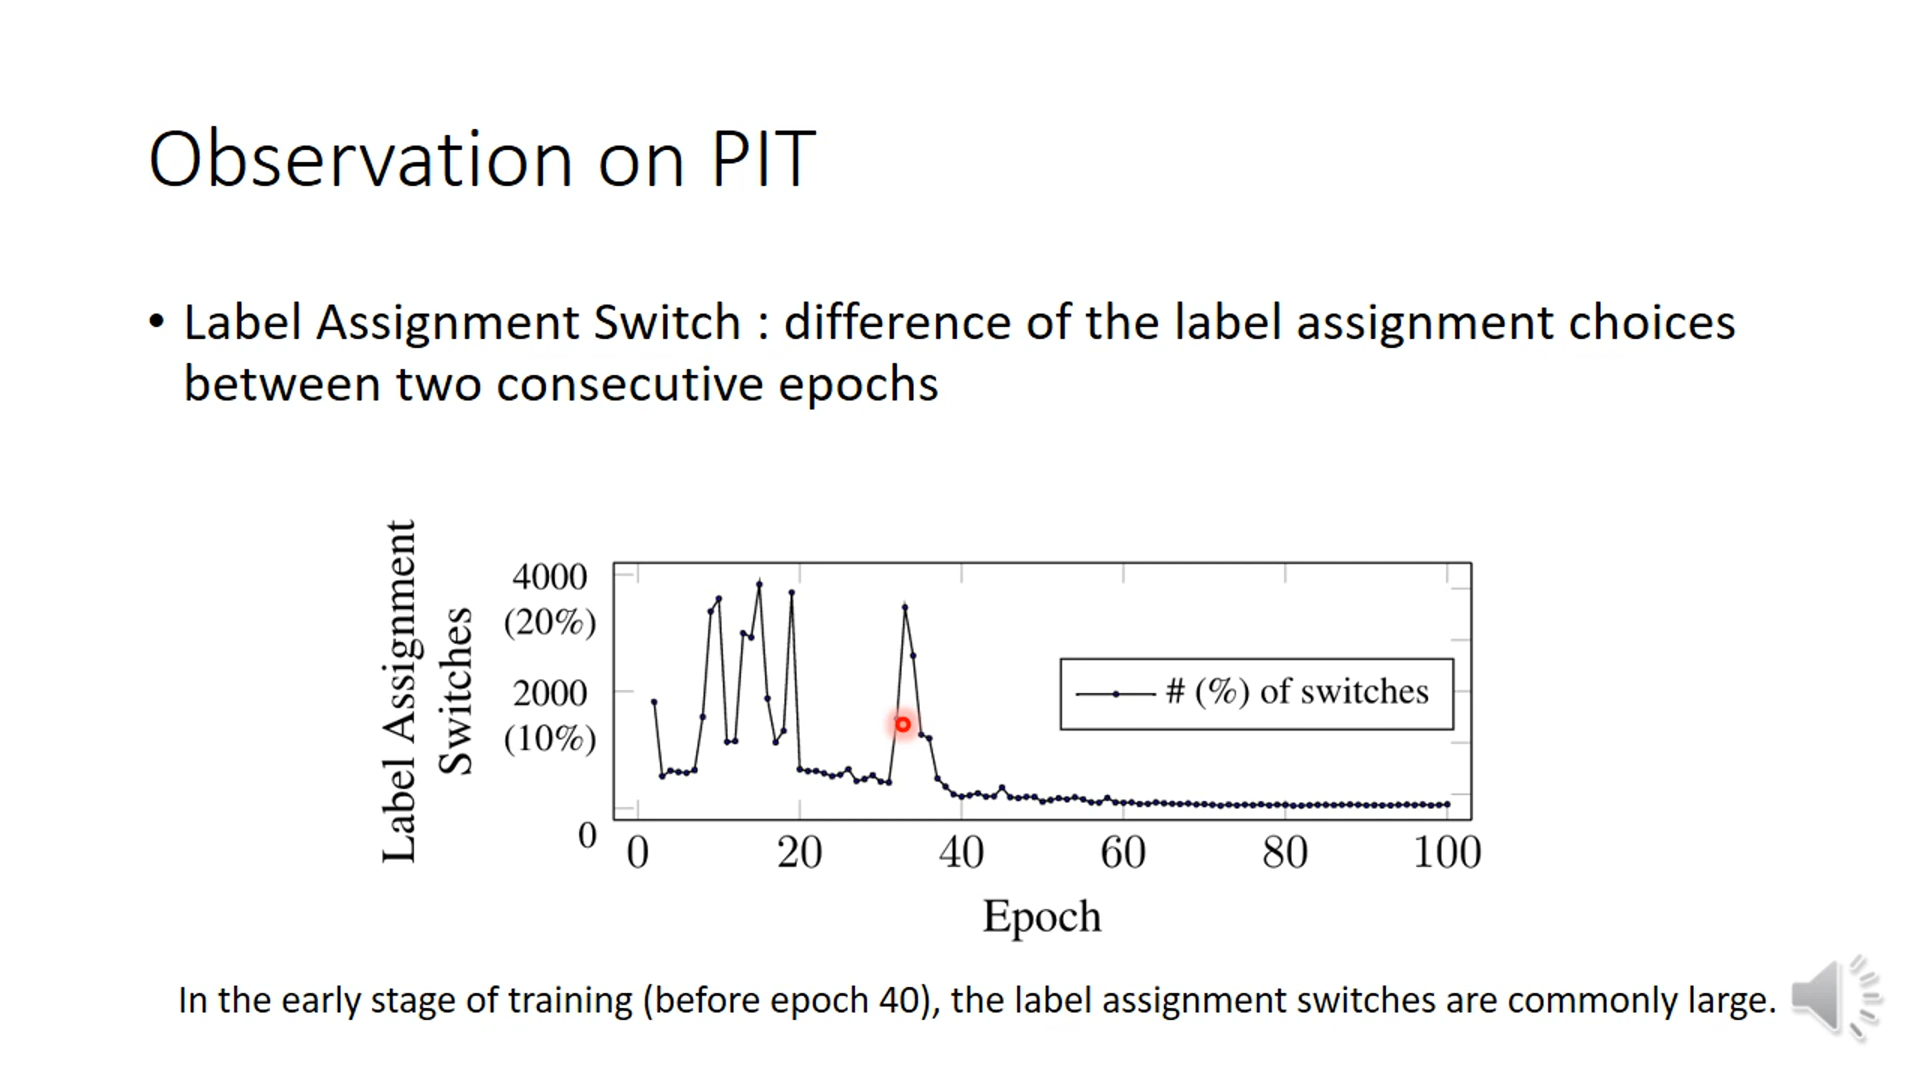 Observation on PIT
• Label Assignment Switch : difference of the label assignment choices
between two consecutive epochs
Label Assignment
Switches
4000
(20%)
2000
(10%)
0
# (%) of switches
0 20 40 60 80 100
Epoch
In the early stage of training (before epoch 40), the label assignment switches are commonly large.